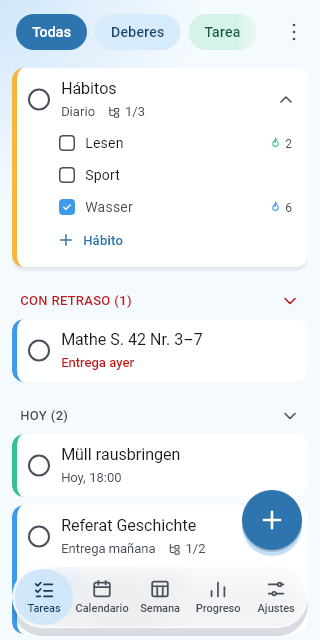 Todas Deberes Tarea
Hábitos
Diario 1/3
Lesen 2
Sport
Wasser 6
Hábito
CON RETRASO (1)
Mathe S. 42 Nr. 3–7
Entrega ayer
HOY (2)
Müll rausbringen
Hoy, 18:00
Referat Geschichte
Entrega mañana 1/2
Tareas Calendario Semana Progreso Ajustes